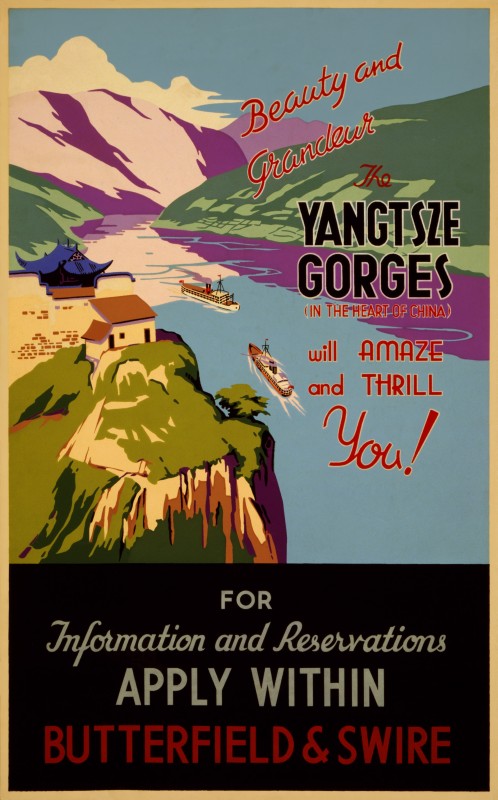 Beauty and
Grandeur
The
YANGTSZE
GORGES
(IN THE HEART OF CHINA)
will AMAZE
and THRILL
You!
FOR
Information and Reservations
APPLY WITHIN
BUTTERFIELD & SWIRE